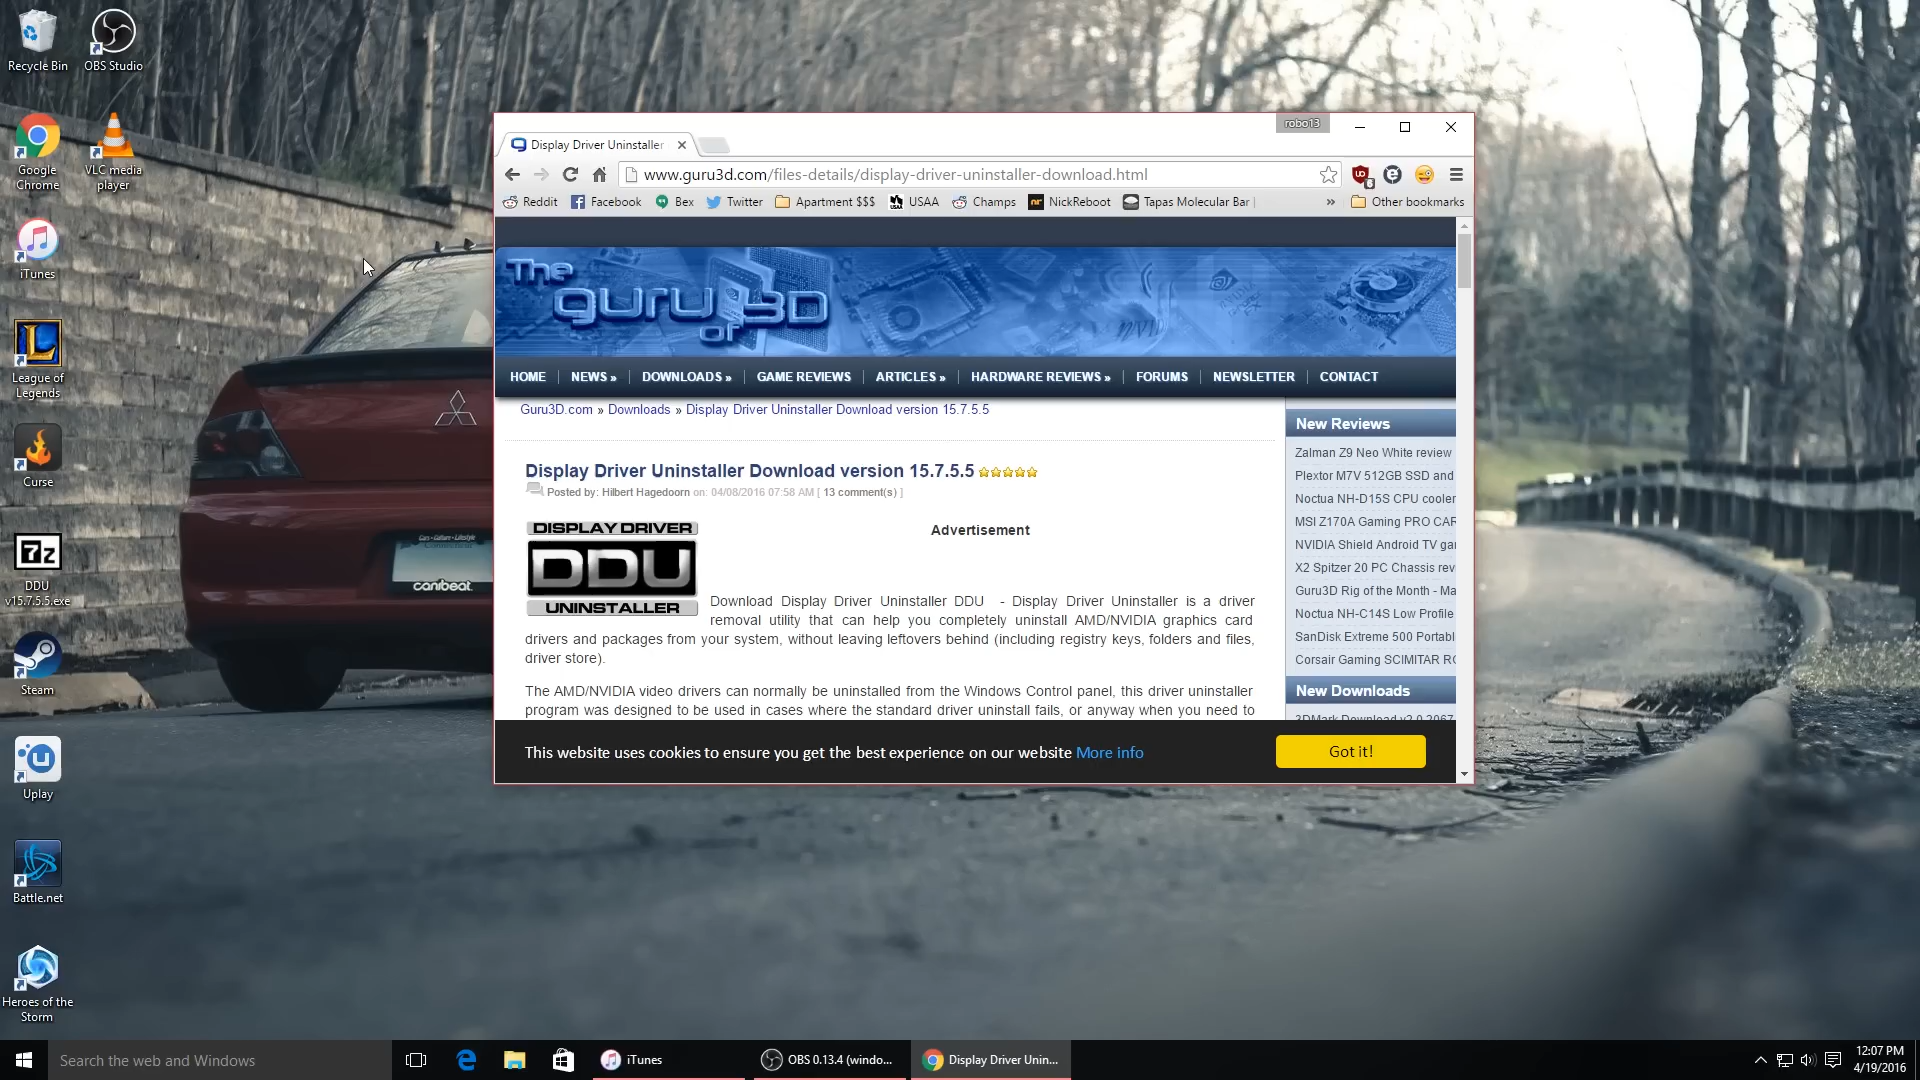 Recycle Bin
OBS Studio
Google
Chrome
VLC media
player
iTunes
League of
Legends
Curse
7z
DDU
v15.7.5.5.exe
Steam
Uplay
Battle.net
Heroes of the
Storm
canibeat
robo13
Display Driver Uninstaller
www.guru3d.com/files-details/display-driver-uninstaller-download.html
6
Reddit
Facebook
Bex
Twitter
Apartment $$$
USAA
Champs
NickReboot
Tapas Molecular Bar |
»
Other bookmarks
The
guru
of
3D
HOME
NEWS »
DOWNLOADS »
GAME REVIEWS
ARTICLES »
HARDWARE REVIEWS »
FORUMS
NEWSLETTER
CONTACT
Guru3D.com » Downloads » Display Driver Uninstaller Download version 15.7.5.5
Display Driver Uninstaller Download version 15.7.5.5
Posted by: Hilbert Hagedoorn on: 04/08/2016 07:58 AM [ 13 comment(s) ]
DISPLAY DRIVER
DDU
UNINSTALLER
Advertisement
Download Display Driver Uninstaller DDU - Display Driver Uninstaller is a driver
removal utility that can help you completely uninstall AMD/NVIDIA graphics card
drivers and packages from your system, without leaving leftovers behind (including registry keys, folders and files,
driver store).
The AMD/NVIDIA video drivers can normally be uninstalled from the Windows Control panel, this driver uninstaller
program was designed to be used in cases where the standard driver uninstall fails, or anyway when you need to
New Reviews
Zalman Z9 Neo White review
Plextor M7V 512GB SSD and
Noctua NH-D15S CPU cooler
MSI Z170A Gaming PRO CAR
NVIDIA Shield Android TV ga
X2 Spitzer 20 PC Chassis rev
Guru3D Rig of the Month - Ma
Noctua NH-C14S Low Profile
SanDisk Extreme 500 Portabl
Corsair Gaming SCIMITAR RG
New Downloads
3DMark Download v2.0.2067
This website uses cookies to ensure you get the best experience on our website More info
Got it!
Search the web and Windows
iTunes
OBS 0.13.4 (windo...
Display Driver Unin...
12:07 PM
4/19/2016